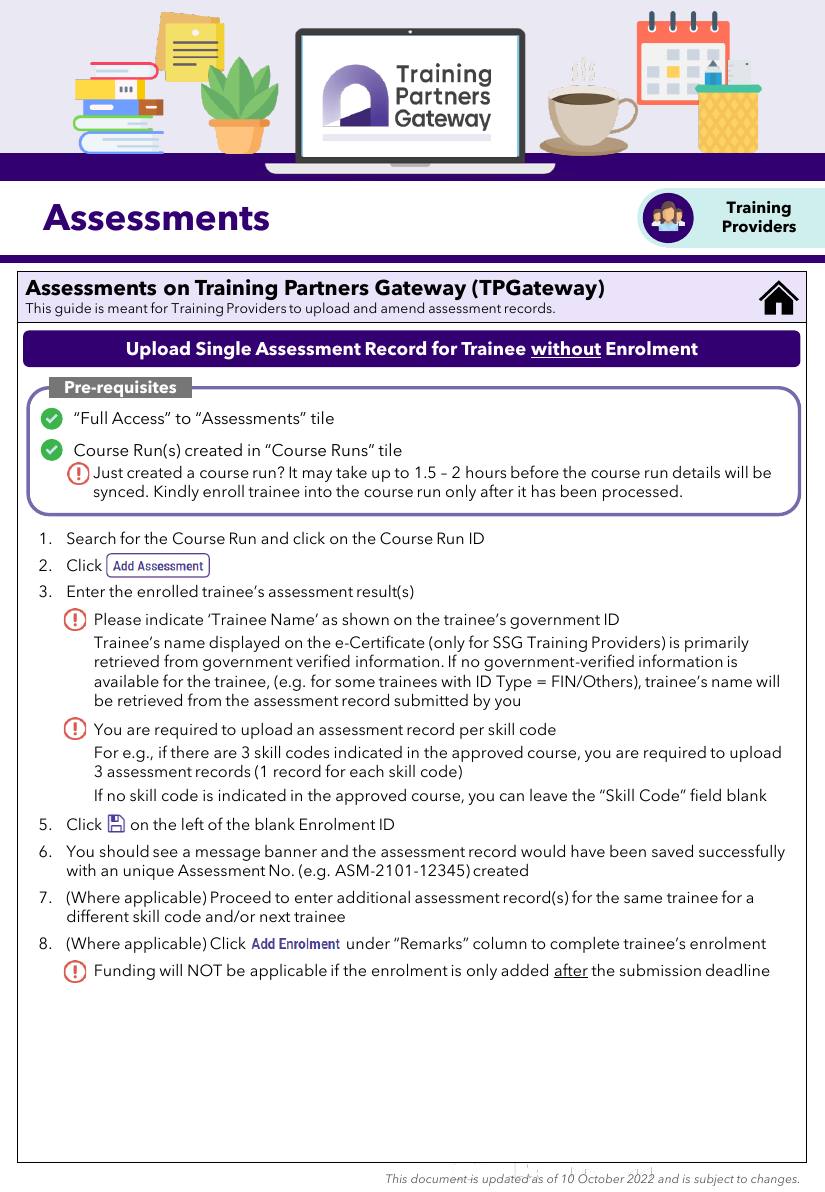 Training
Partners
Gateway
Assessments
Training
Providers
Assessments on Training Partners Gateway (TPGateway)
This guide is meant for Training Providers to upload and amend assessment records.
Upload Single Assessment Record for Trainee without Enrolment
Pre-requisites
“Full Access” to “Assessments” tile
Course Run(s) created in “Course Runs” tile
Just created a course run? It may take up to 1.5 – 2 hours before the course run details will be
synced. Kindly enroll trainee into the course run only after it has been processed.
1. Search for the Course Run and click on the Course Run ID
2. Click Add Assessment
3. Enter the enrolled trainee’s assessment result(s)
Please indicate ‘Trainee Name’ as shown on the trainee’s government ID
Trainee’s name displayed on the e-Certificate (only for SSG Training Providers) is primarily
retrieved from government verified information. If no government-verified information is
available for the trainee, (e.g. for some trainees with ID Type = FIN/Others), trainee’s name will
be retrieved from the assessment record submitted by you
You are required to upload an assessment record per skill code
For e.g., if there are 3 skill codes indicated in the approved course, you are required to upload
3 assessment records (1 record for each skill code)
If no skill code is indicated in the approved course, you can leave the “Skill Code” field blank
5. Click on the left of the blank Enrolment ID
6. You should see a message banner and the assessment record would have been saved successfully
with an unique Assessment No. (e.g. ASM-2101-12345) created
7. (Where applicable) Proceed to enter additional assessment record(s) for the same trainee for a
different skill code and/or next trainee
8. (Where applicable) Click Add Enrolment under “Remarks” column to complete trainee’s enrolment
Funding will NOT be applicable if the enrolment is only added after the submission deadline
This document is updated as of 10 October 2022 and is subject to changes.